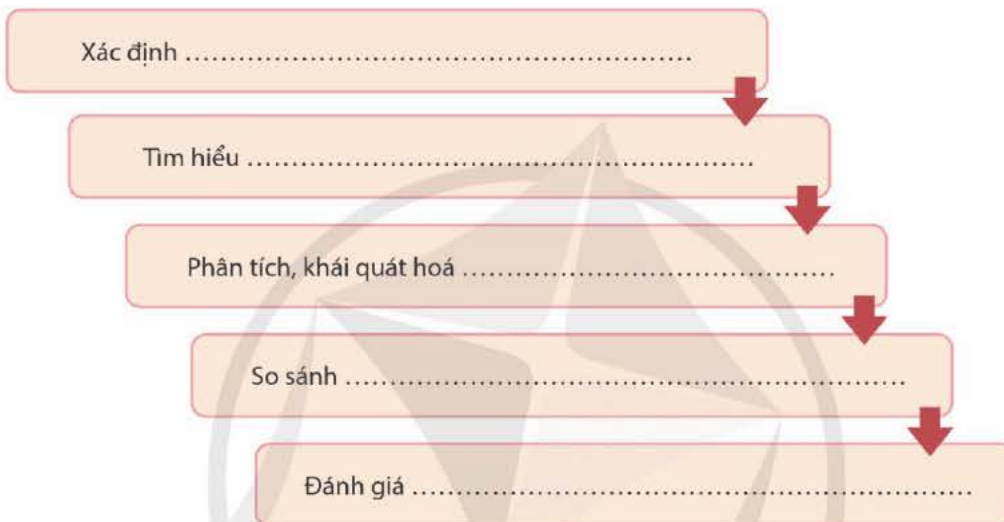 Xác định ........................................................
Tìm hiểu ........................................................
Phân tích, khái quát hoá .........................................
So sánh ..............................................................
Đánh giá ..............................................................